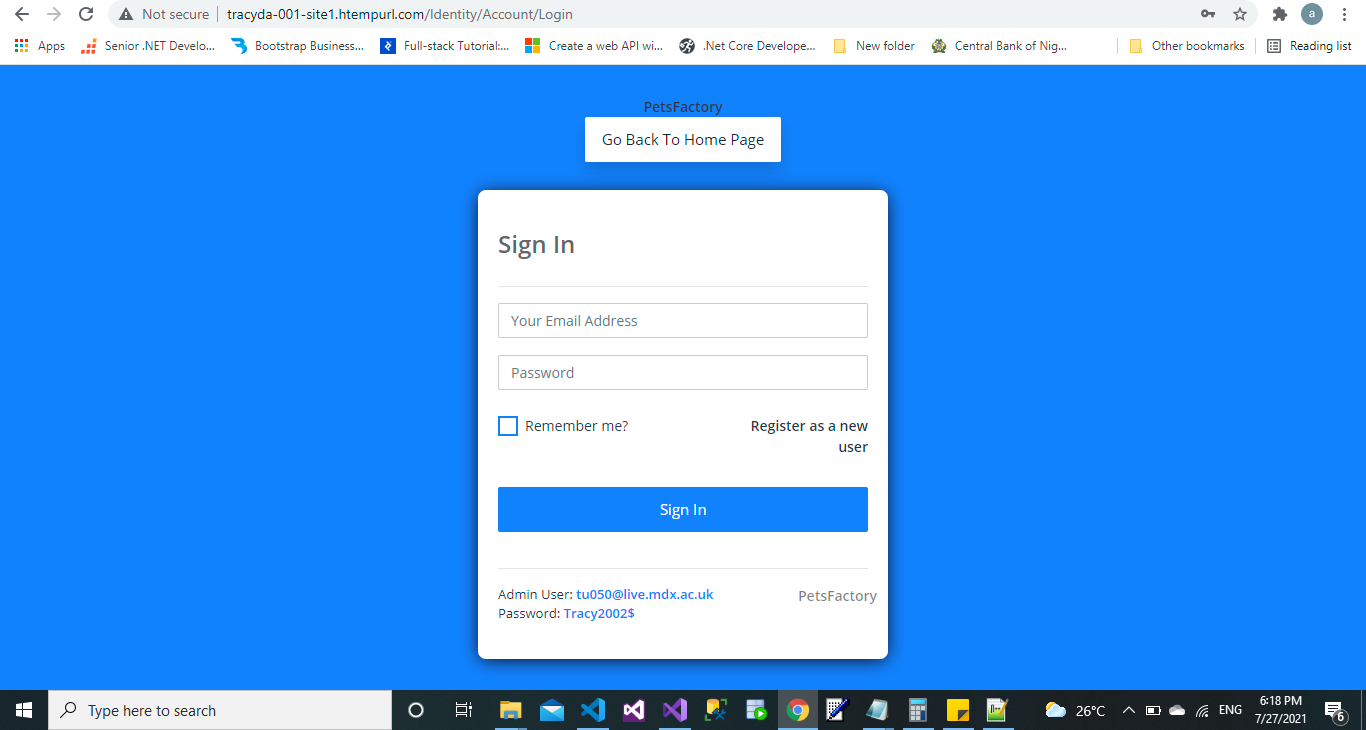 Not secure | tracyda-001-site1.htempurl.com/Identity/Account/Login
a
Apps Senior .NET Develo... Bootstrap Business... Full-stack Tutorial:... Create a web API wi... .Net Core Develope... New folder Central Bank of Nig... Other bookmarks Reading list
PetsFactory
Go Back To Home Page
Sign In
Your Email Address
Password
Remember me? Register as a new
user
Sign In
Admin User: tu050@live.mdx.ac.uk PetsFactory
Password: Tracy2002$
Type here to search
26°C ENG 6:18 PM
7/27/2021
6